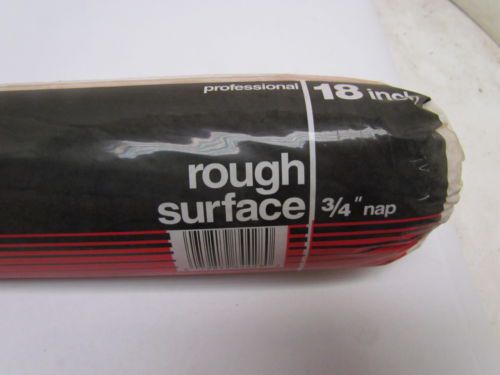 professional
18 inch
rough
surface
3/4" nap